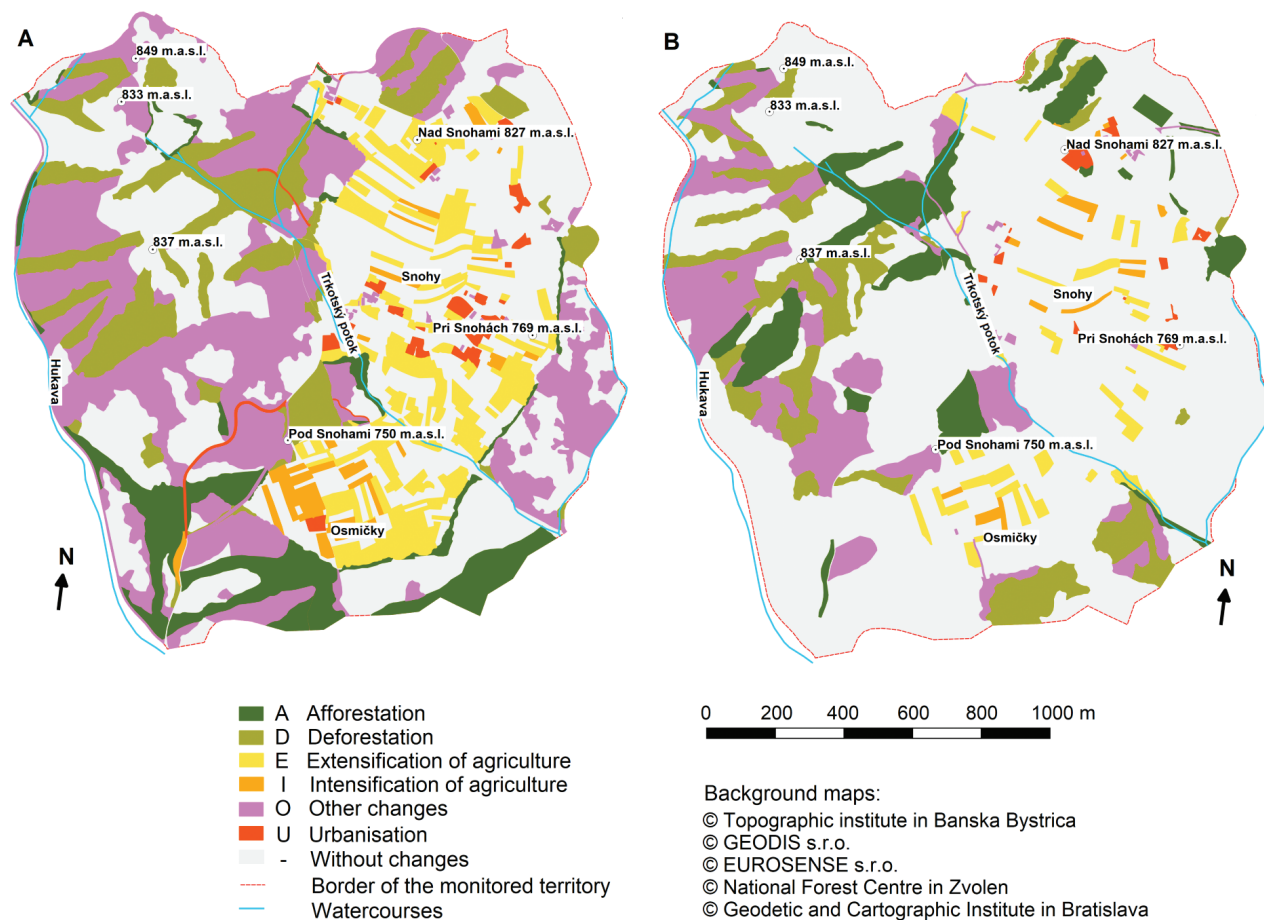 A
849 m.a.s.l.
833 m.a.s.l.
Nad Snohami 827 m.a.s.l.
837 m.a.s.l.
Snohy
Trkotský potok
Pri Snohách 769 m.a.s.l.
Hukava
Pod Snohami 750 m.a.s.l.
Osmičky
N
B
849 m.a.s.l.
833 m.a.s.l.
Nad Snohami 827 m.a.s.l.
837 m.a.s.l.
Snohy
Trkotský potok
Pri Snohách 769 m.a.s.l.
Hukava
Pod Snohami 750 m.a.s.l.
Osmičky
N
A Afforestation
D Deforestation
E Extensification of agriculture
I Intensification of agriculture
O Other changes
U Urbanisation
- Without changes
Border of the monitored territory
Watercourses
0 200 400 600 800 1000 m
Background maps:
© Topographic institute in Banska Bystrica
© GEODIS s.r.o.
© EUROSENSE s.r.o.
© National Forest Centre in Zvolen
© Geodetic and Cartographic Institute in Bratislava